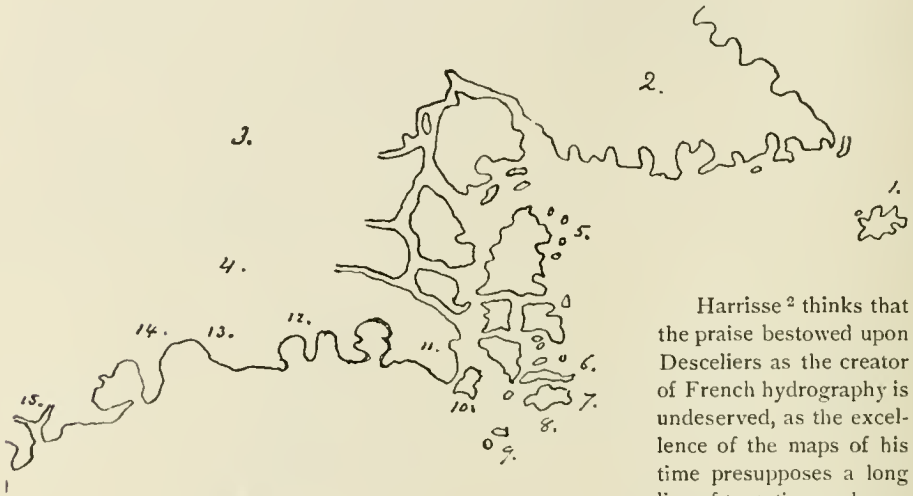 1.
2.
3.
4.
5.
6.
7.
8.
9.
10.
11.
12.
13.
14.
15.
Harrisse ² thinks that
the praise bestowed upon
Desceliers as the creator
of French hydrography is
undeserved, as the excel-
lence of the maps of his
time presupposes a long